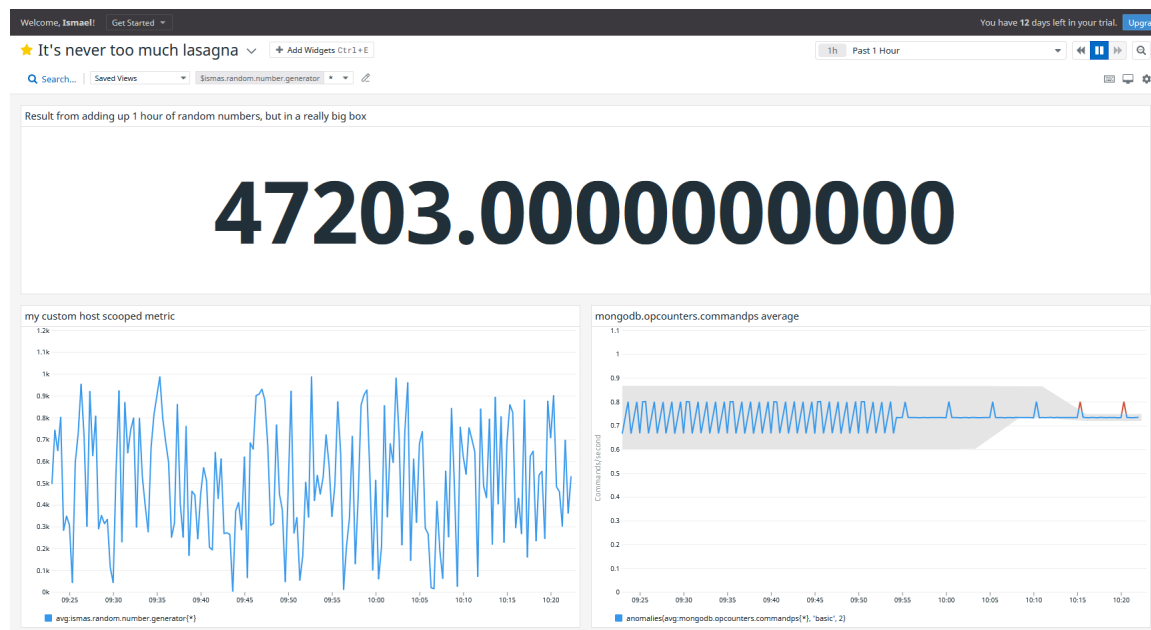 Welcome, Ismael! Get Started You have 12 days left in your trial. Upgra
It's never too much lasagna + Add Widgets Ctrl+E 1h Past 1 Hour
Search... Saved Views $ismas.random.number.generator *
Result from adding up 1 hour of random numbers, but in a really big box
47203.0000000000
my custom host scooped metric
1.2k
1.1k
1k
0.9k
0.8k
0.7k
0.6k
0.5k
0.4k
0.3k
0.2k
0.1k
0k
09:25 09:30 09:35 09:40 09:45 09:50 09:55 10:00 10:05 10:10 10:15 10:20
avg:ismas.random.number.generator{*}
mongodb.opcounters.commandps average
Commands/second
1.1
1
0.9
0.8
0.7
0.6
0.5
0.4
0.3
0.2
0.1
0
09:25 09:30 09:35 09:40 09:45 09:50 09:55 10:00 10:05 10:10 10:15 10:20
anomalies(avg:mongodb.opcounters.commandps{*}, 'basic', 2)